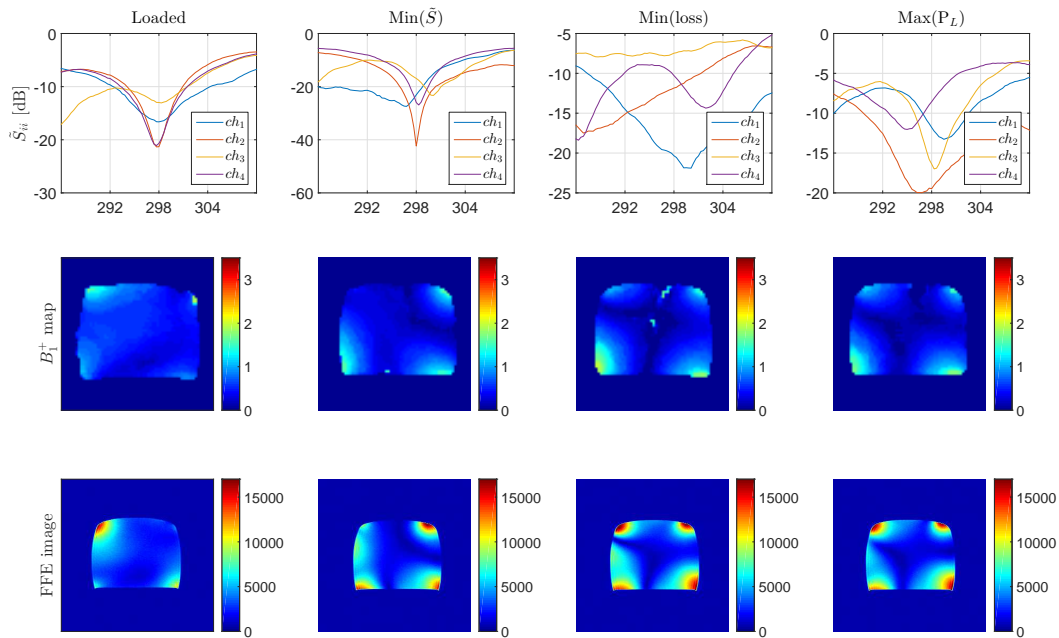 Loaded
Min(S̃)
Min(loss)
Max(P_L)
S̃_ii [dB]
0
-10
-20
-30
292
298
304
ch₁
ch₂
ch₃
ch₄
0
-20
-40
-60
292
298
304
ch₁
ch₂
ch₃
ch₄
-5
-10
-15
-20
-25
292
298
304
ch₁
ch₂
ch₃
ch₄
0
-5
-10
-15
-20
292
298
304
ch₁
ch₂
ch₃
ch₄
B₁⁺ map
3
2
1
0
3
2
1
0
3
2
1
0
3
2
1
0
FFE image
15000
10000
5000
0
15000
10000
5000
0
15000
10000
5000
0
15000
10000
5000
0